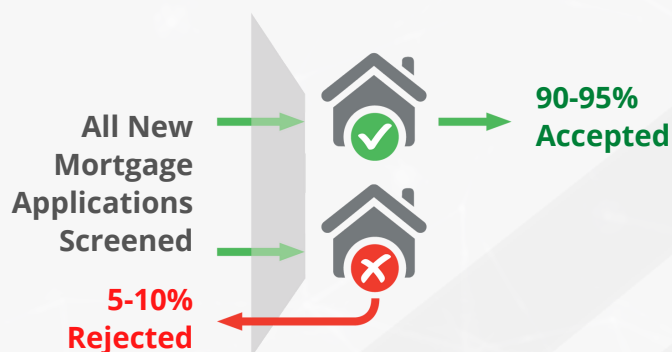 All New
Mortgage
Applications
Screened
90-95%
Accepted
5-10%
Rejected